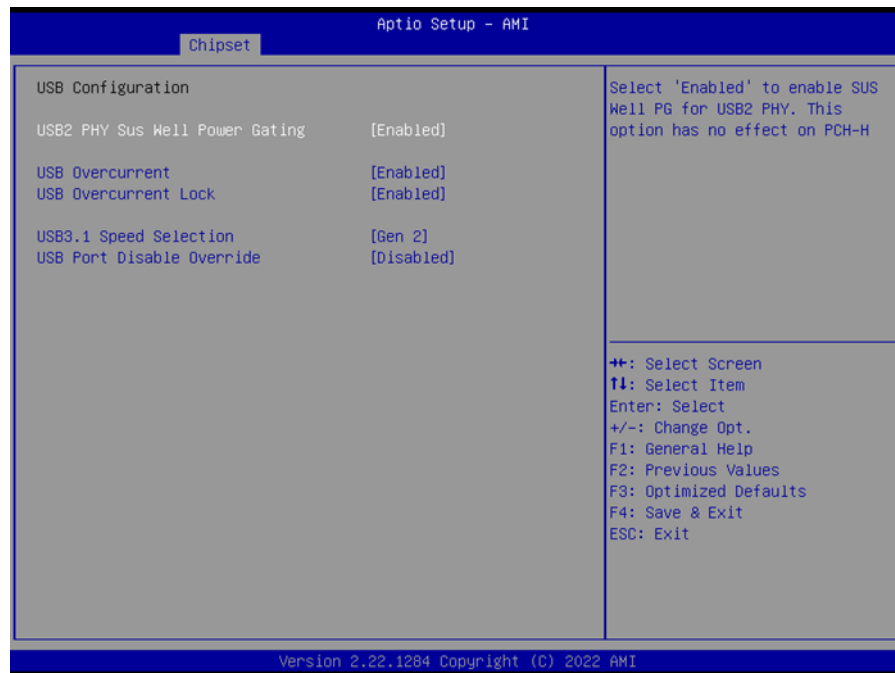 Aptio Setup – AMI
Chipset
USB Configuration
USB2 PHY Sus Well Power Gating [Enabled]
USB Overcurrent [Enabled]
USB Overcurrent Lock [Enabled]
USB3.1 Speed Selection [Gen 2]
USB Port Disable Override [Disabled]
Select 'Enabled' to enable SUS
Well PG for USB2 PHY. This
option has no effect on PCH-H
→←: Select Screen
↑↓: Select Item
Enter: Select
+/-: Change Opt.
F1: General Help
F2: Previous Values
F3: Optimized Defaults
F4: Save & Exit
ESC: Exit
Version 2.22.1284 Copyright (C) 2022 AMI